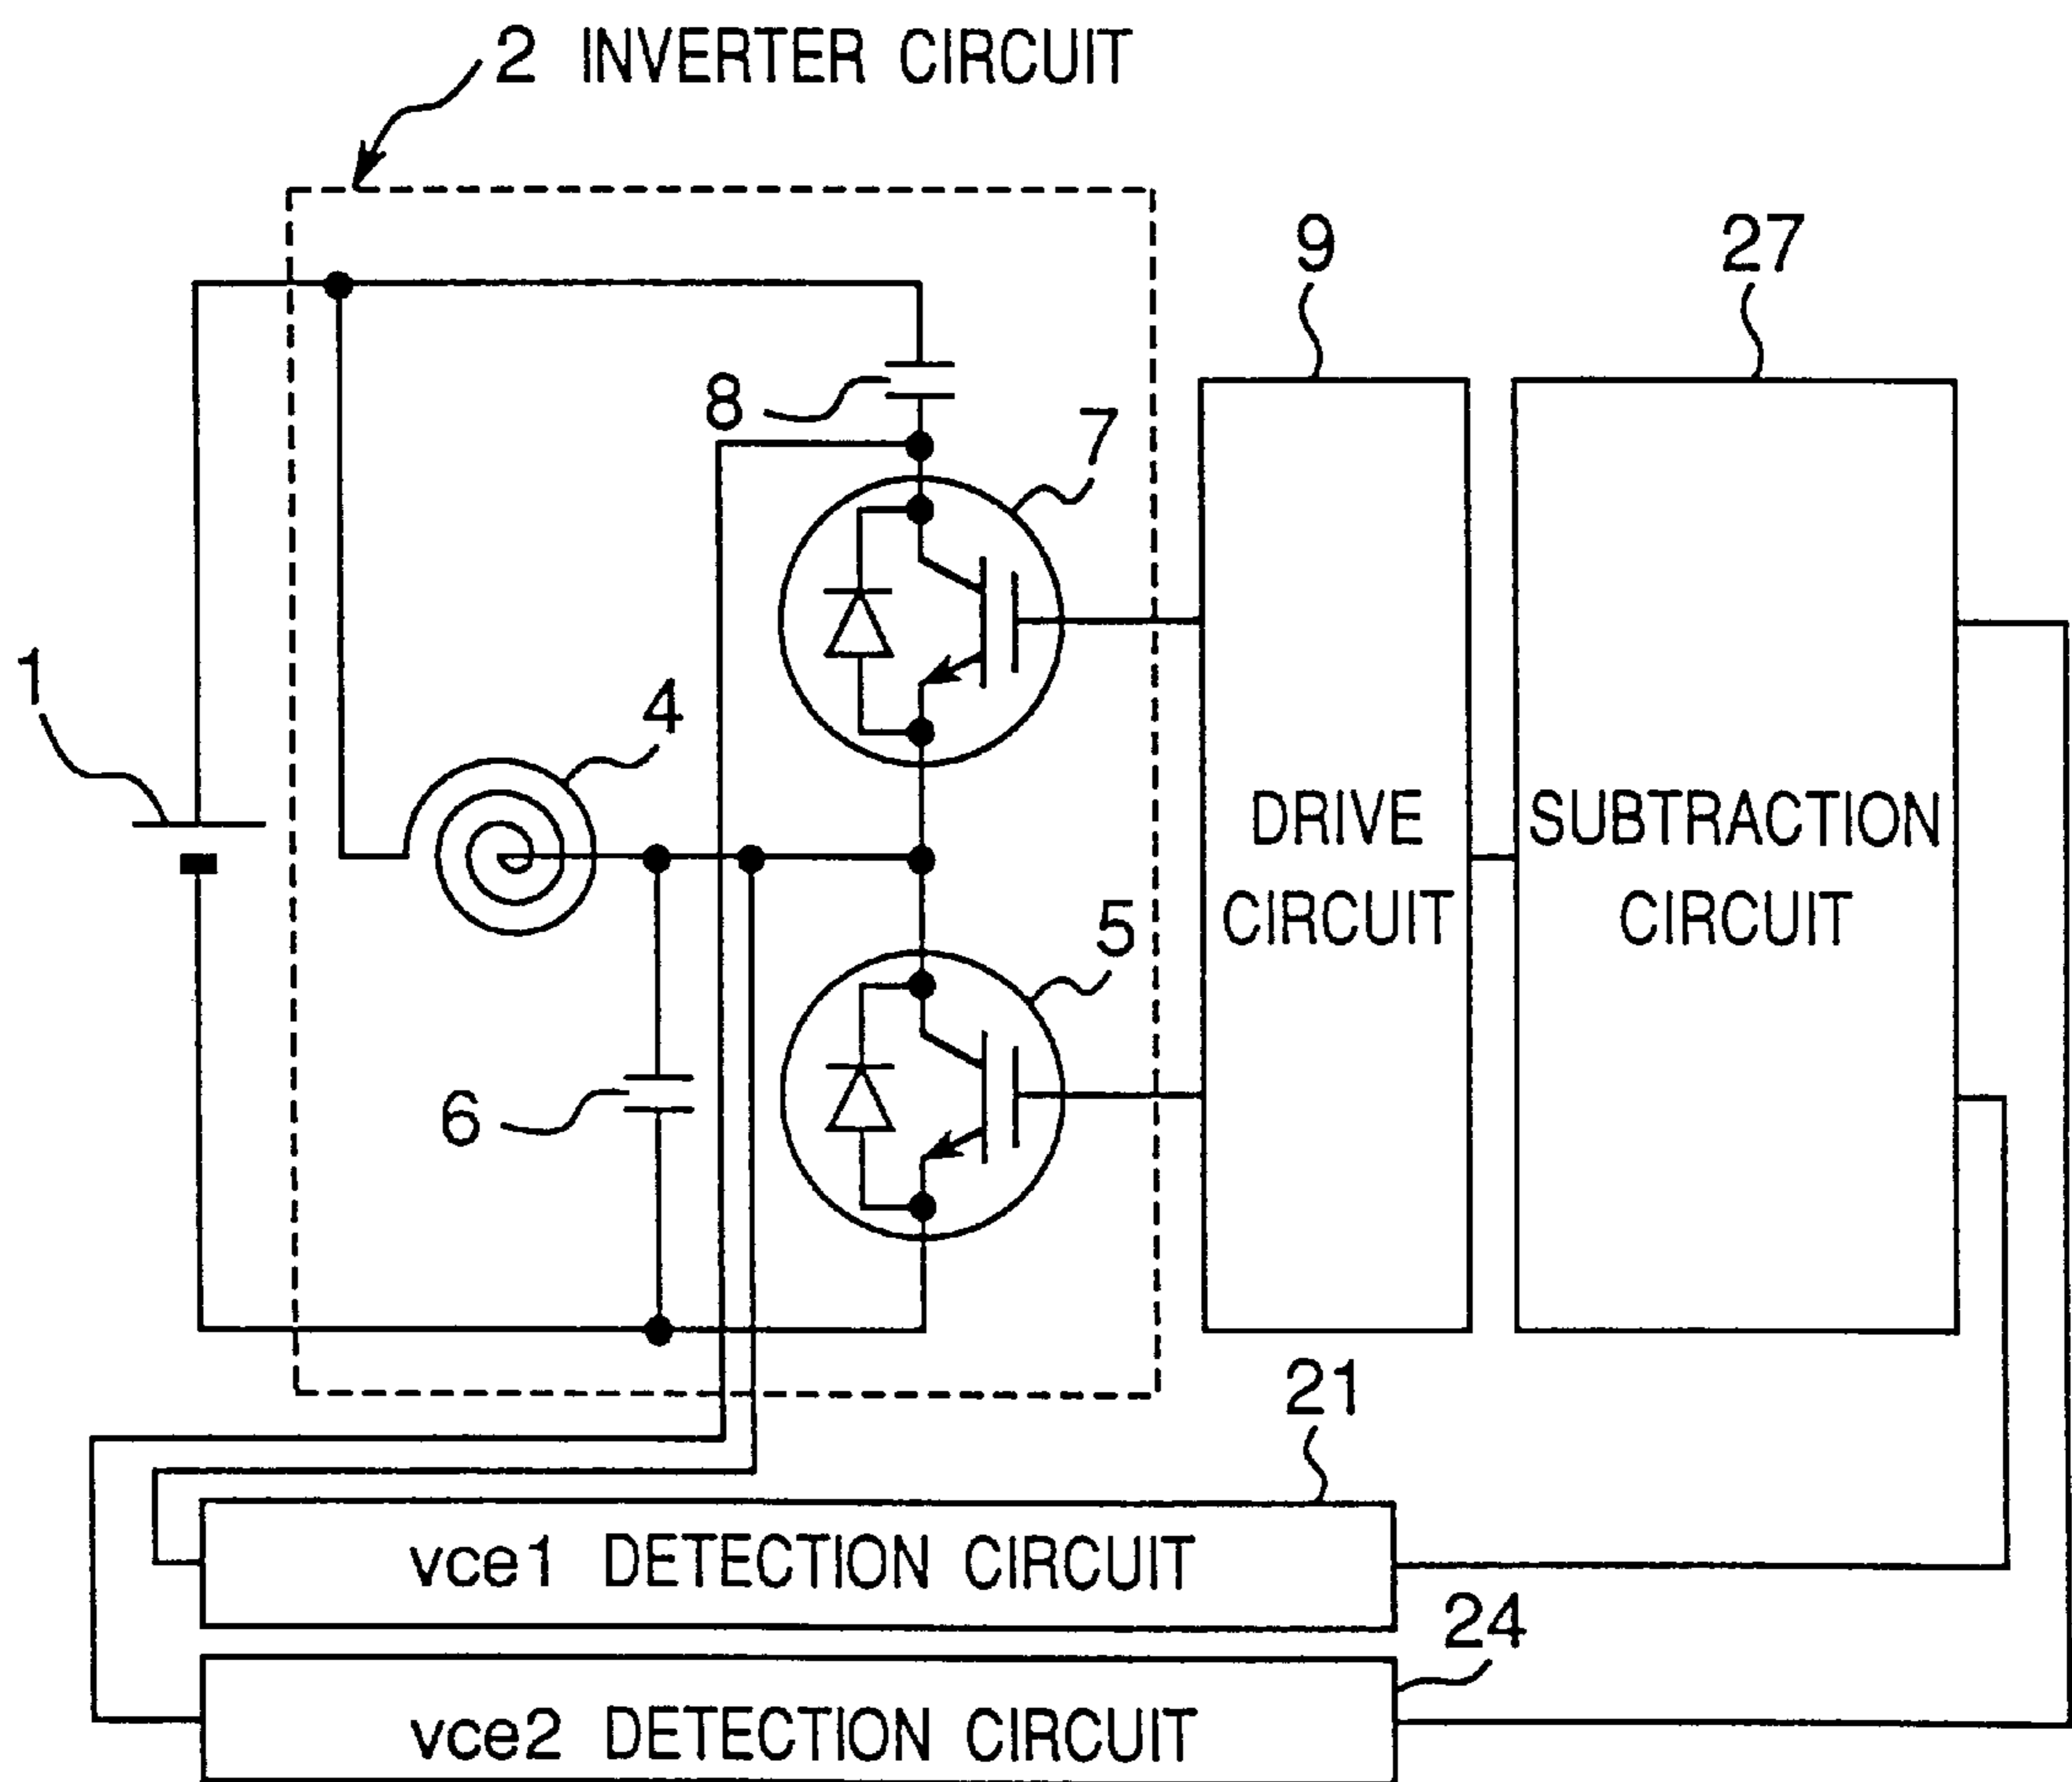 2 INVERTER CIRCUIT
9
27
8
7
1
4
DRIVE
CIRCUIT
SUBTRACTION
CIRCUIT
5
6
21
vce1 DETECTION CIRCUIT
24
vce2 DETECTION CIRCUIT